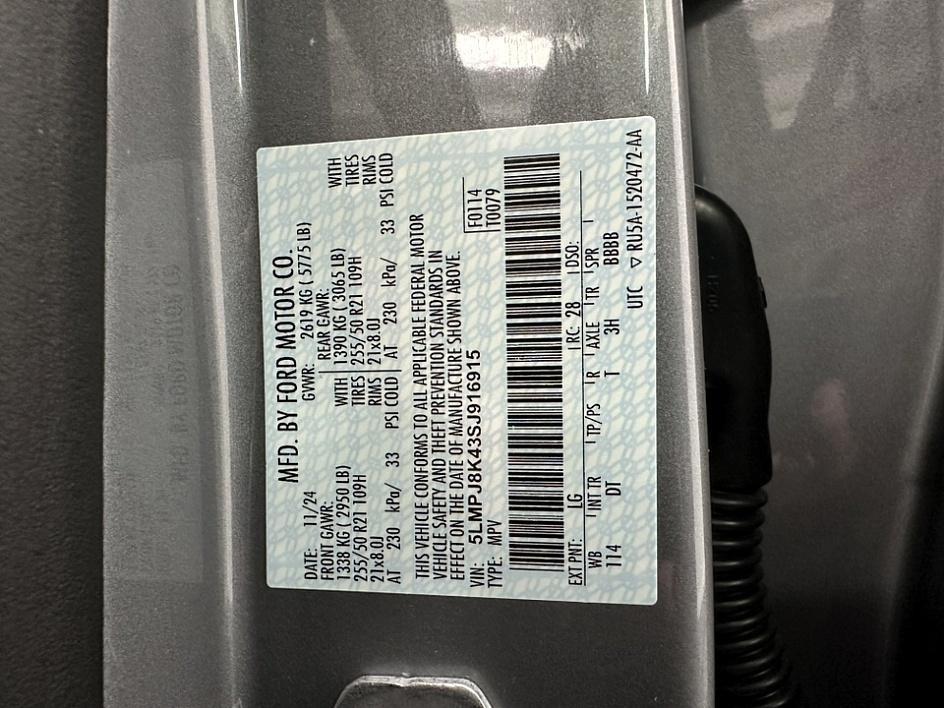 MFD. BY FORD MOTOR CO.
DATE: 11/24 GVWR: 2619 KG ( 5775 LB)
FRONT GAWR: REAR GAWR:
1338 KG ( 2950 LB) WITH 1390 KG ( 3065 LB) WITH
255/50 R21 109H TIRES 255/50 R21 109H TIRES
21x8.0J RIMS 21x8.0J RIMS
AT 230 kPa/ 33 PSI COLD AT 230 kPa/ 33 PSI COLD
THIS VEHICLE CONFORMS TO ALL APPLICABLE FEDERAL MOTOR
VEHICLE SAFETY AND THEFT PREVENTION STANDARDS IN
EFFECT ON THE DATE OF MANUFACTURE SHOWN ABOVE.
VIN: 5LMPJ8K43SJ916915 F0114
TYPE: MPV T0079
EXT PNT: LG RC: 28 DSO:
WB INT TR TP/PS R AXLE TR SPR
114 DT T 3H BBBB
UTC ▽ RU5A-1520472-AA